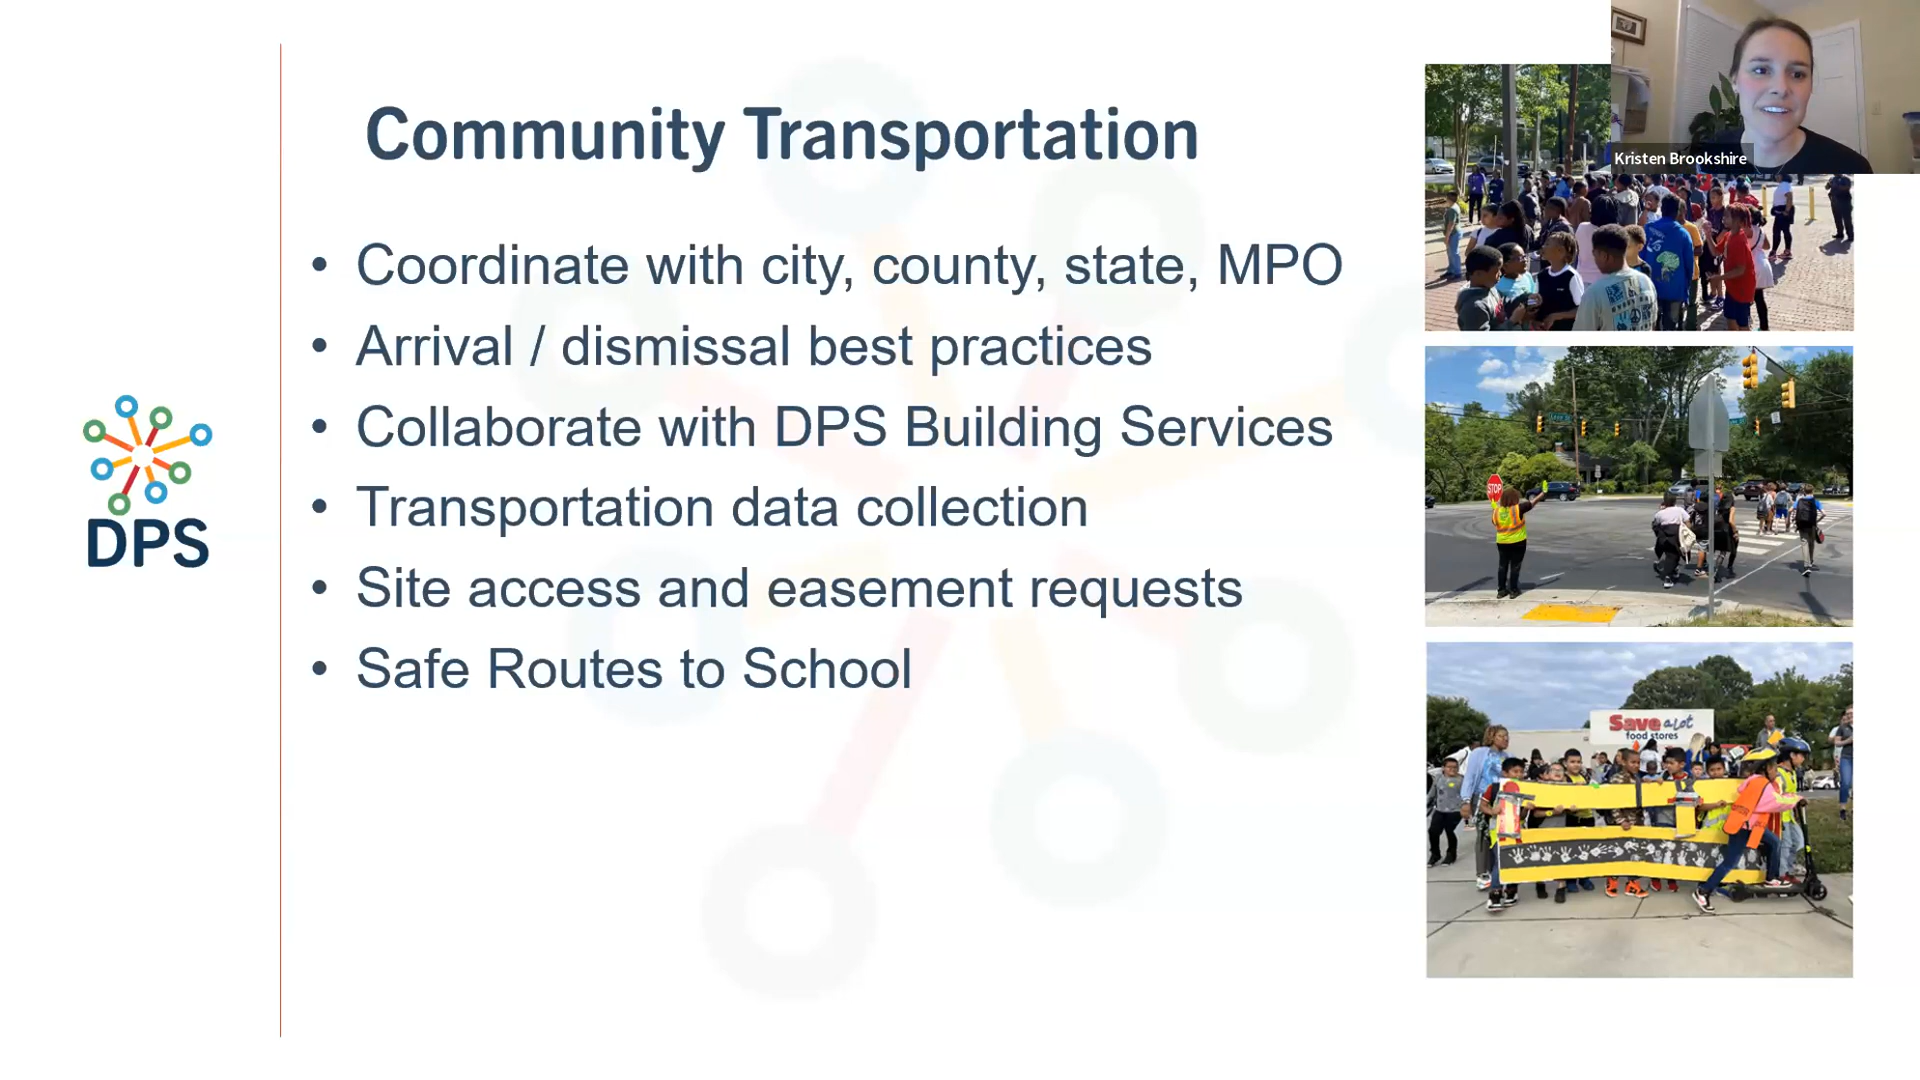 Community Transportation
Kristen Brookshire
• Coordinate with city, county, state, MPO
• Arrival / dismissal best practices
• Collaborate with DPS Building Services
• Transportation data collection
• Site access and easement requests
• Safe Routes to School
DPS
STOP
Save a lot
food stores